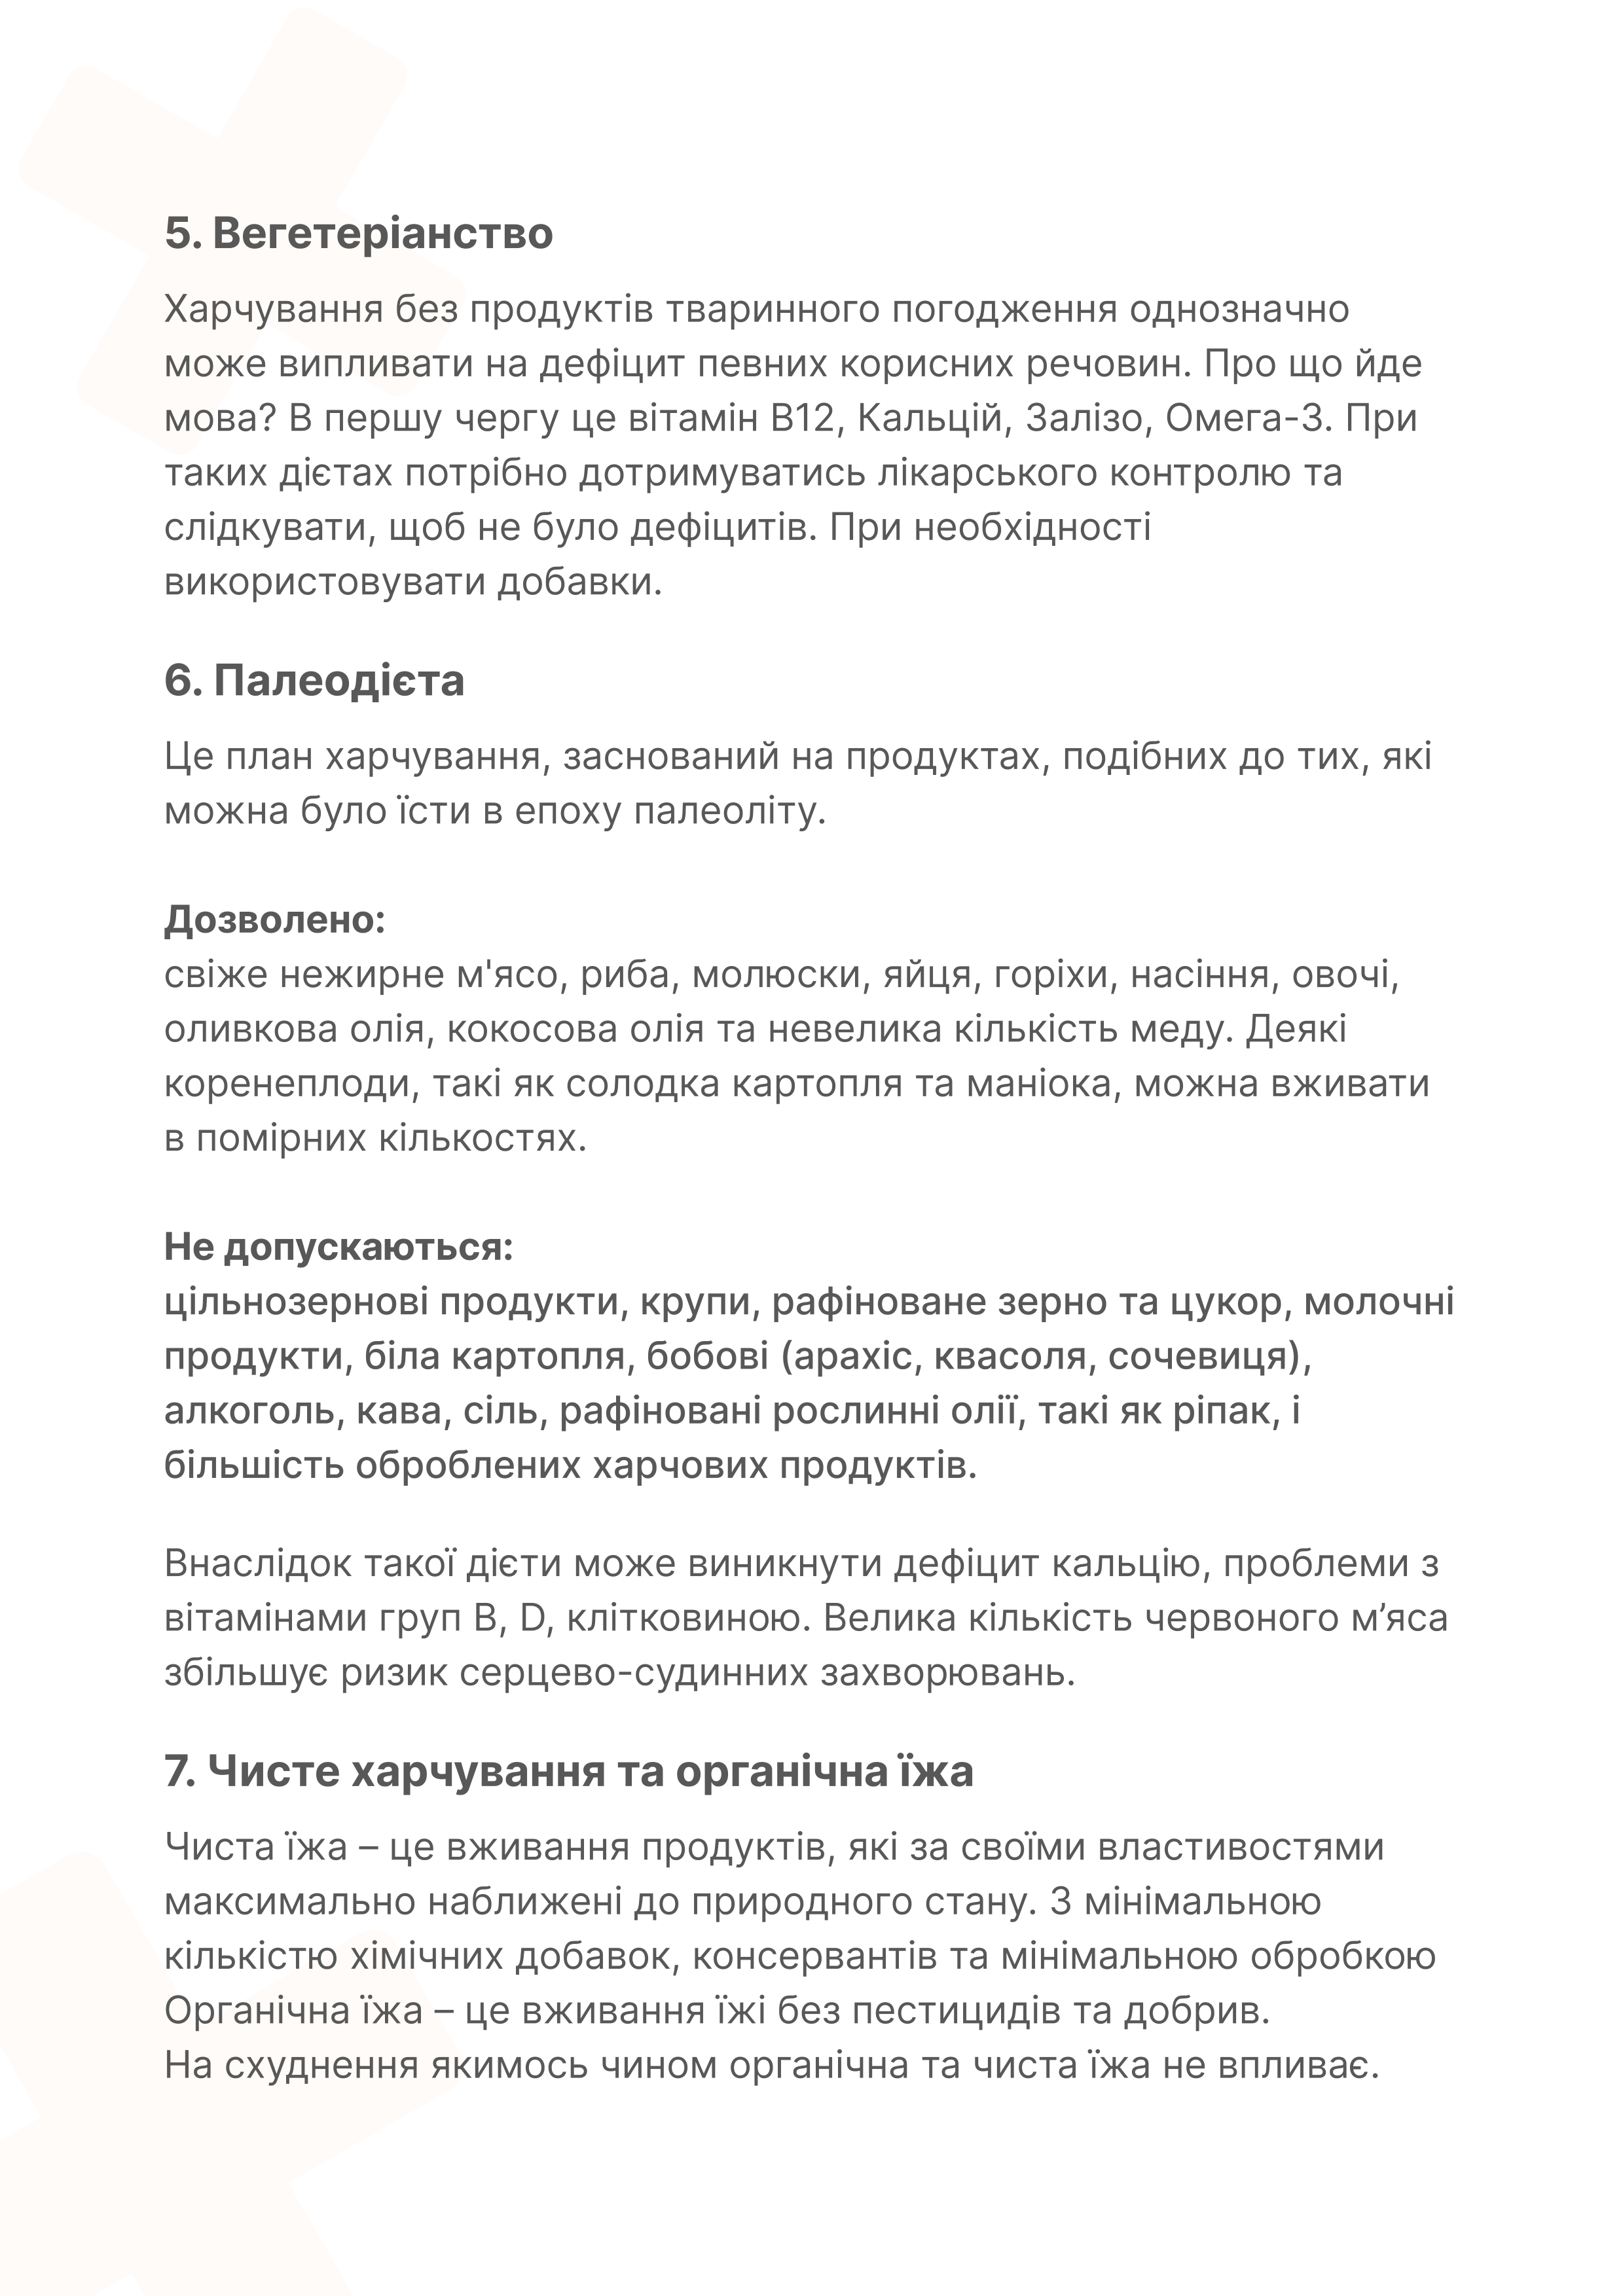 5. Вегетеріанство
Харчування без продуктів тваринного погодження однозначно
може випливати на дефіцит певних корисних речовин. Про що йде
мова? В першу чергу це вітамін В12, Кальцій, Залізо, Омега-3. При
таких дієтах потрібно дотримуватись лікарського контролю та
слідкувати, щоб не було дефіцитів. При необхідності
використовувати добавки.
6. Палеодієта
Це план харчування, заснований на продуктах, подібних до тих, які
можна було їсти в епоху палеоліту.
Дозволено:
свіже нежирне м'ясо, риба, молюски, яйця, горіхи, насіння, овочі,
оливкова олія, кокосова олія та невелика кількість меду. Деякі
коренеплоди, такі як солодка картопля та маніока, можна вживати
в помірних кількостях.
Не допускаються:
цільнозернові продукти, крупи, рафіноване зерно та цукор, молочні
продукти, біла картопля, бобові (арахіс, квасоля, сочевиця),
алкоголь, кава, сіль, рафіновані рослинні олії, такі як ріпак, і
більшість оброблених харчових продуктів.
Внаслідок такої дієти може виникнути дефіцит кальцію, проблеми з
вітамінами груп В, D, клітковиною. Велика кількість червоного м’яса
збільшує ризик серцево-судинних захворювань.
7. Чисте харчування та органічна їжа
Чиста їжа – це вживання продуктів, які за своїми властивостями
максимально наближені до природного стану. З мінімальною
кількістю хімічних добавок, консервантів та мінімальною обробкою
Органічна їжа – це вживання їжі без пестицидів та добрив.
На схуднення якимось чином органічна та чиста їжа не впливає.